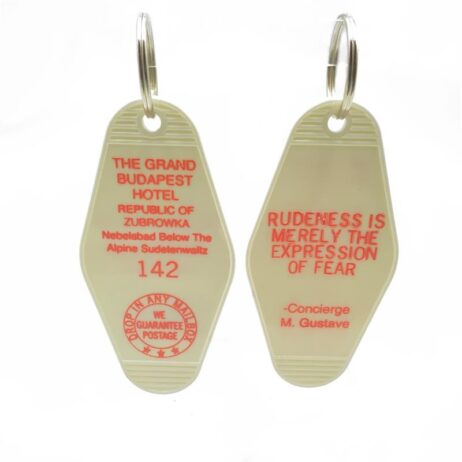 THE GRAND
BUDAPEST
HOTEL
REPUBLIC OF
ZUBROWKA
Nebelsbad Below The
Alpine Sudeterwaltz
142
DROP IN ANY MAILBOX
WE
GUARANTEE
POSTAGE
RUDENESS IS
MERELY THE
EXPRESSION
OF FEAR
-Concierge
M. Gustave